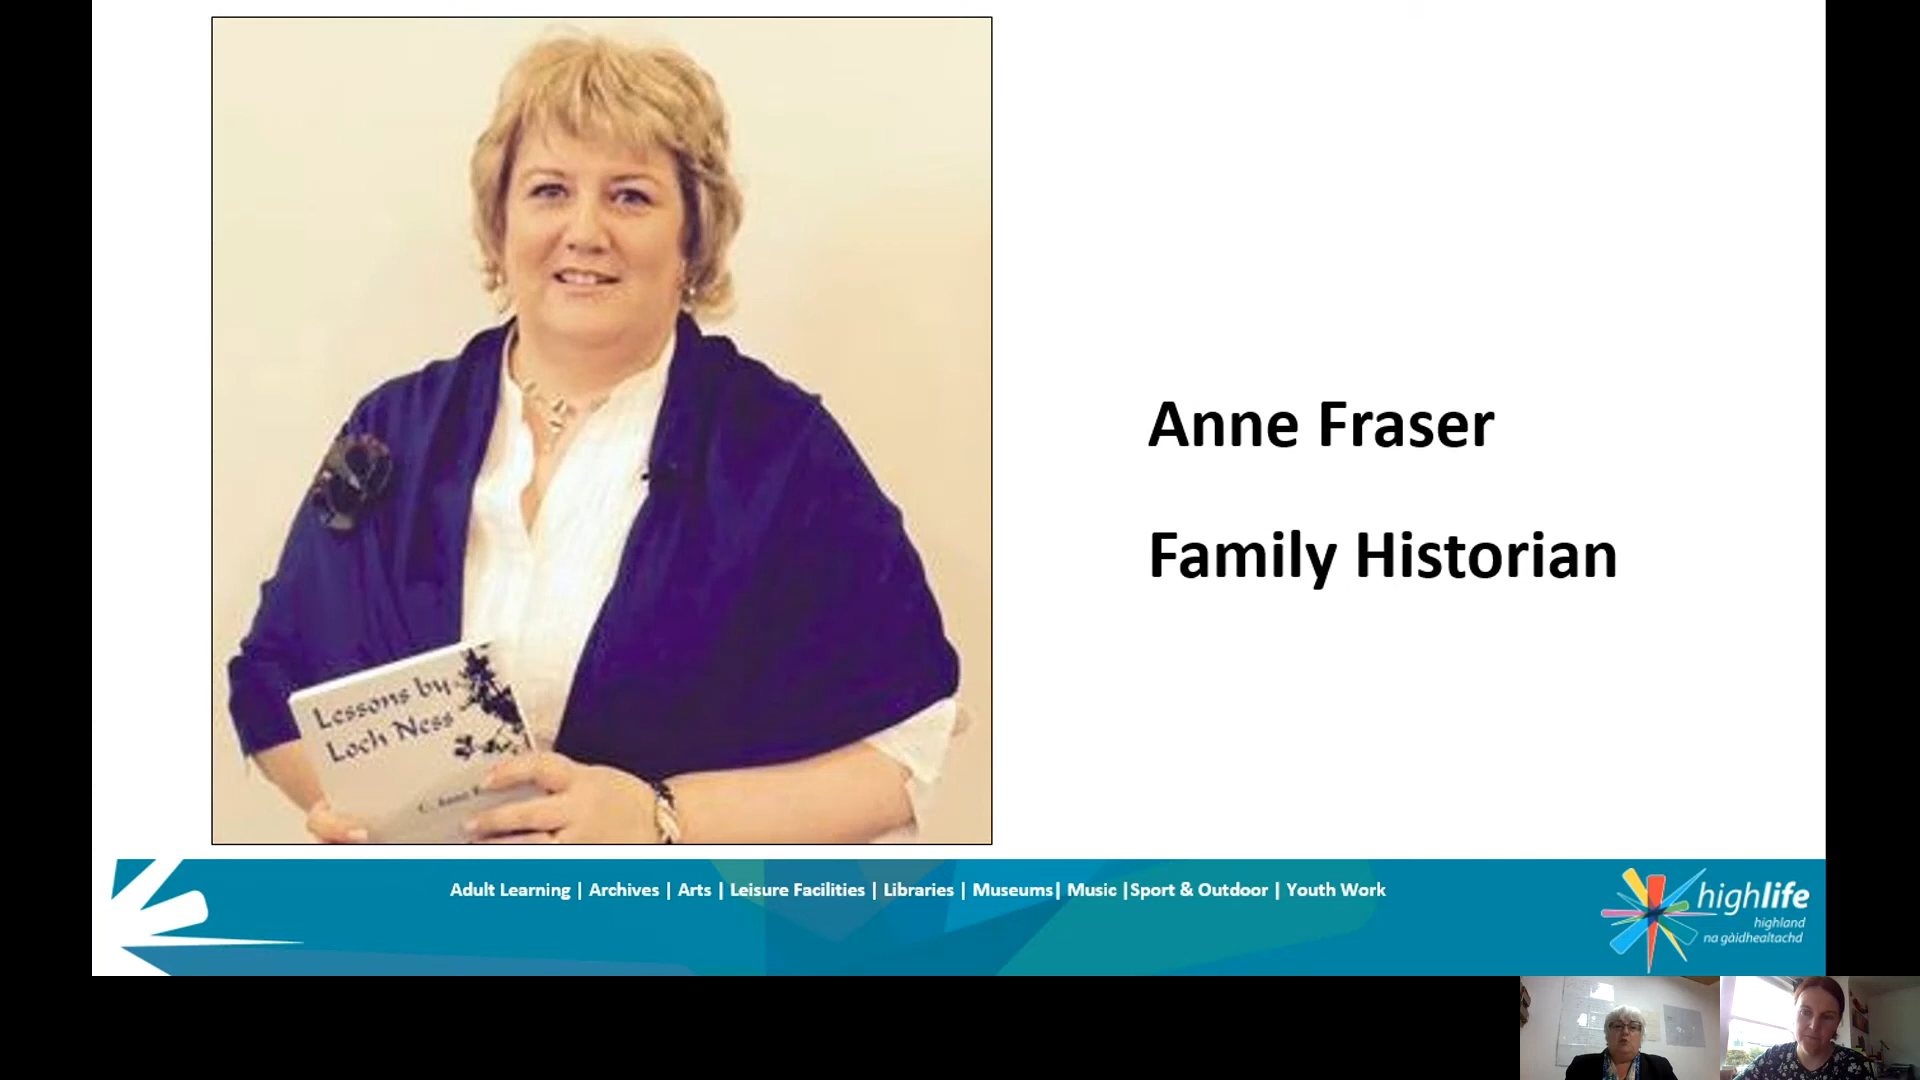 Anne Fraser
Family Historian
Lessons by
Loch Ness
C. Anne
Adult Learning | Archives | Arts | Leisure Facilities | Libraries | Museums| Music |Sport & Outdoor | Youth Work
highlife
highland
na gàidhealtachd